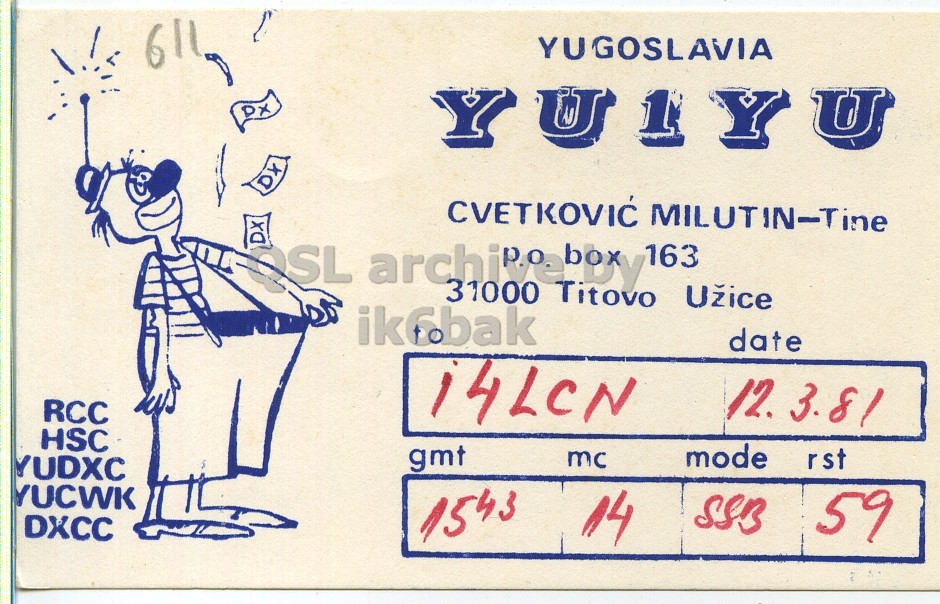 611
YUGOSLAVIA
YU1YU
DX
DX
DX
CVETKOVIĆ MILUTIN–Tine
p.o. box 163
31000 Titovo Užice
QSL archive by
ik6bak
to date
i4LCN 12.3.81
gmt mc mode rst
15⁴³ 14 SSB 59
RCC
HSC
YUDXC
YUCWK
DXCC